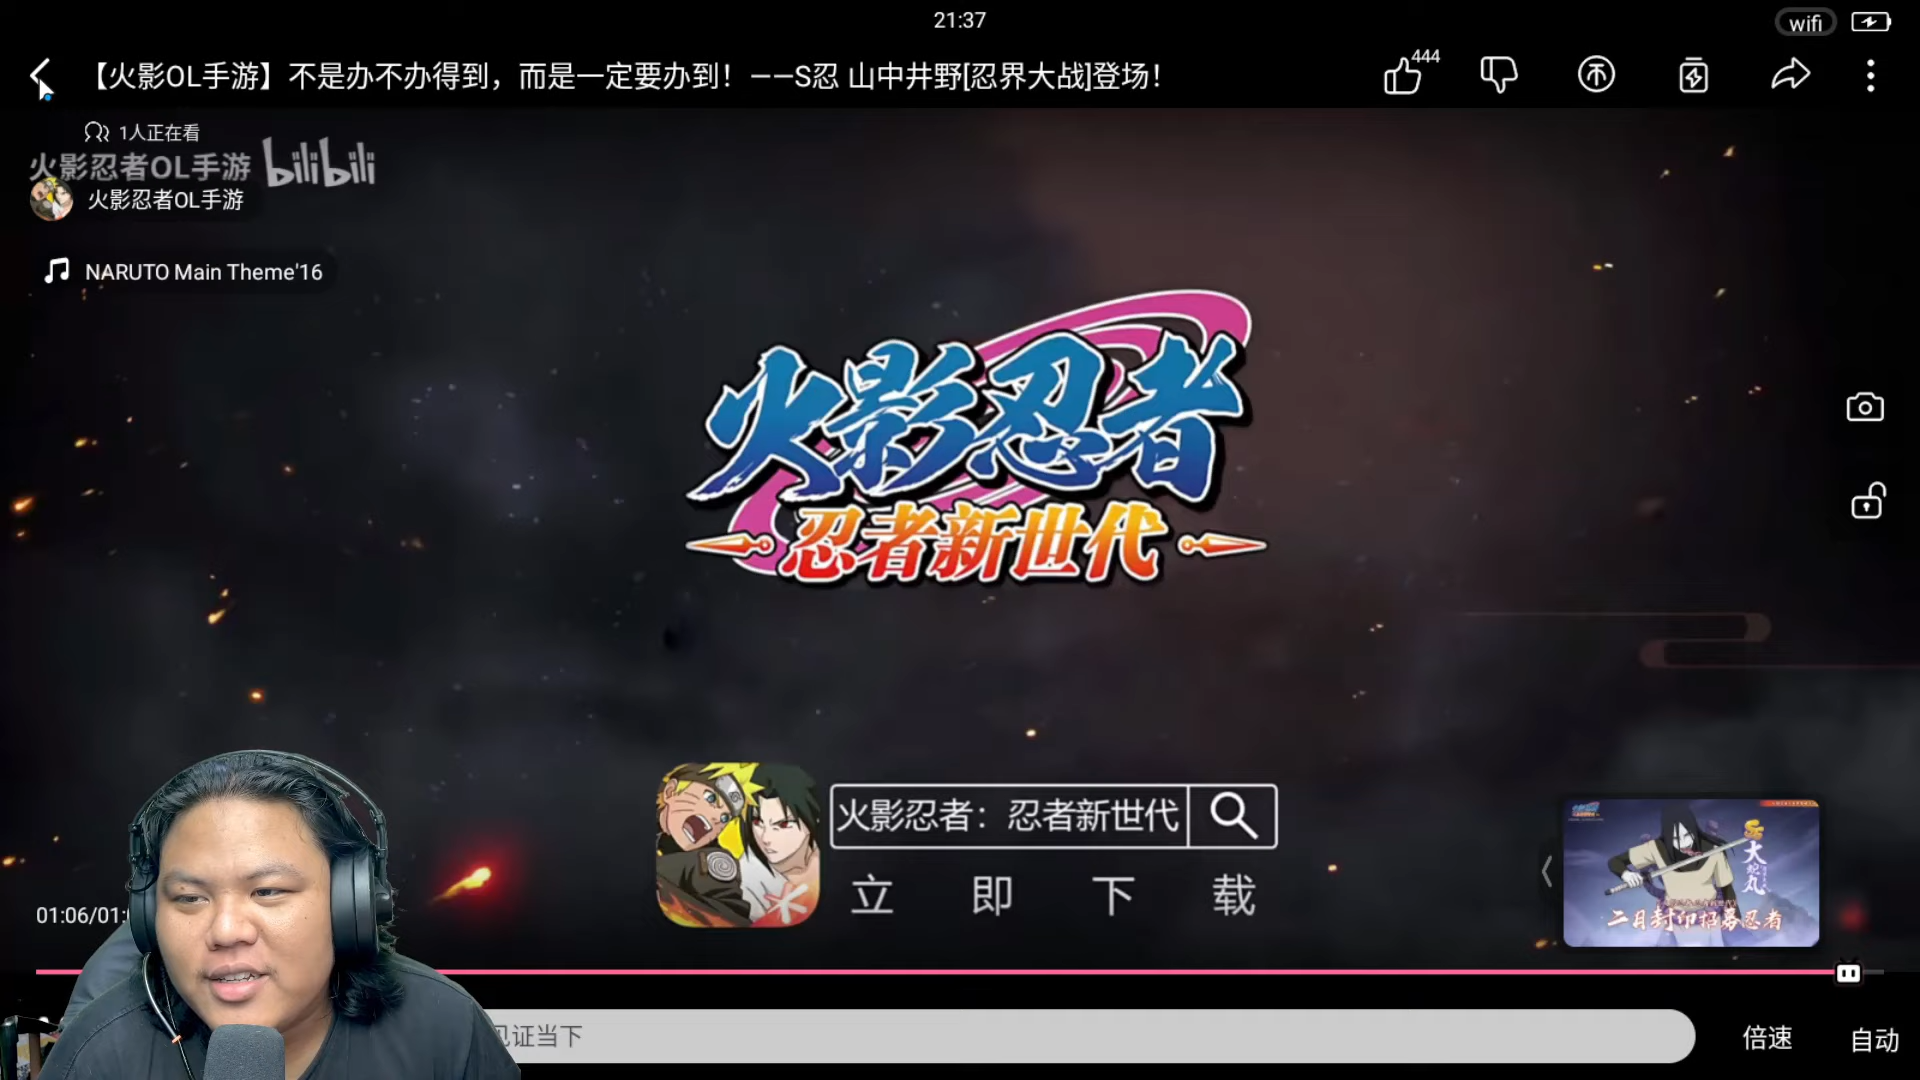 21:37
wifi
【火影OL手游】不是办不办得到，而是一定要办到！——S忍 山中井野[忍界大战]登场！
444
1人正在看
火影忍者OL手游 bilibili
火影忍者OL手游
NARUTO Main Theme'16
火影忍者
忍者新世代
火影忍者：忍者新世代
立即下载
大蛇丸
二月封印招募忍者
01:06/01:
见证当下
倍速
自动